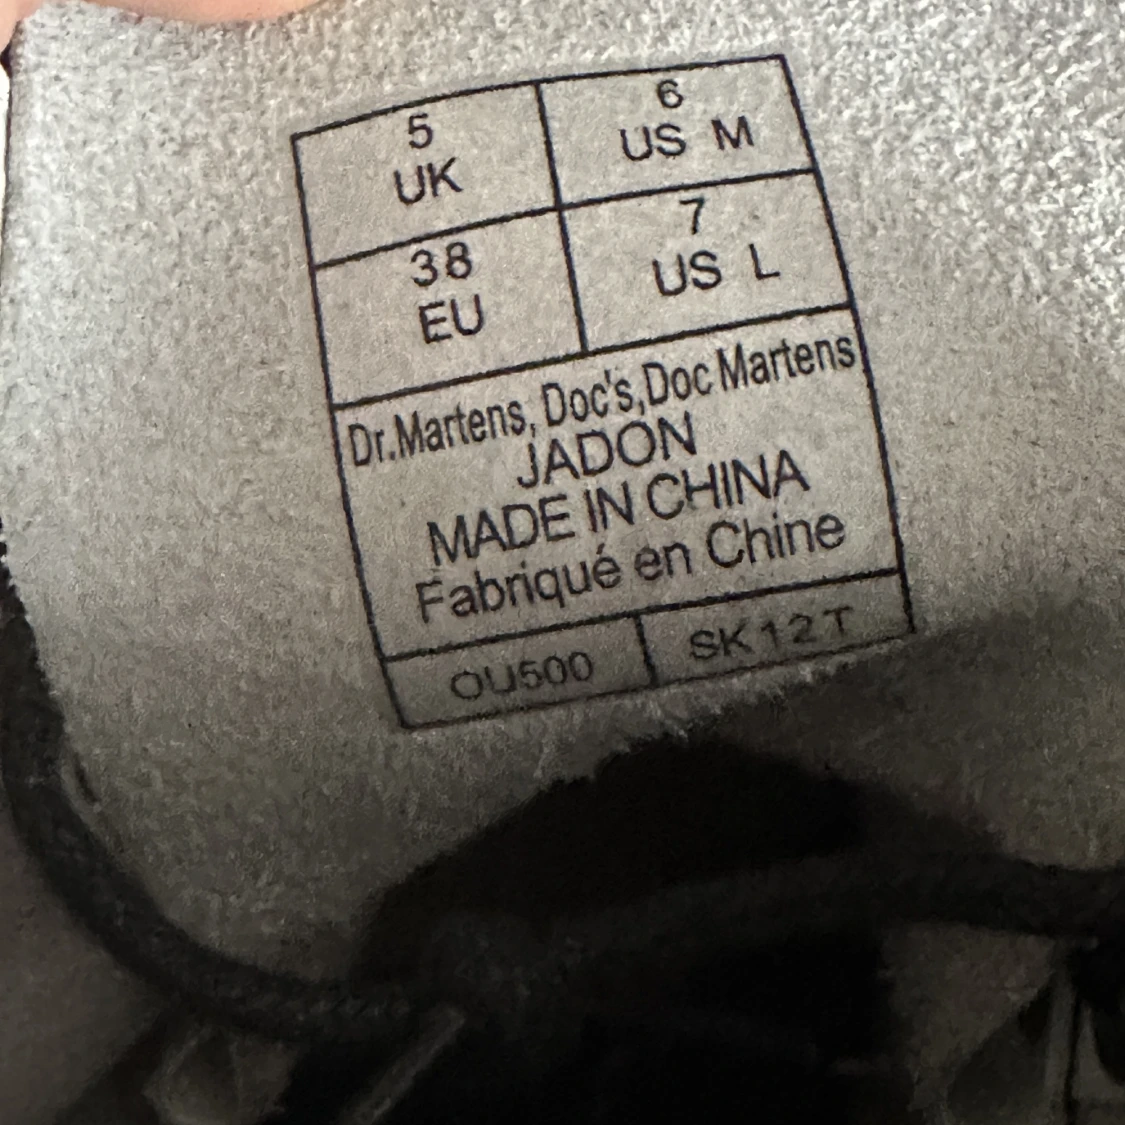 5
UK
6
US M
38
EU
7
US L
Dr.Martens, Doc's,Doc Martens
JADON
MADE IN CHINA
Fabriqué en Chine
OU500
SK12T